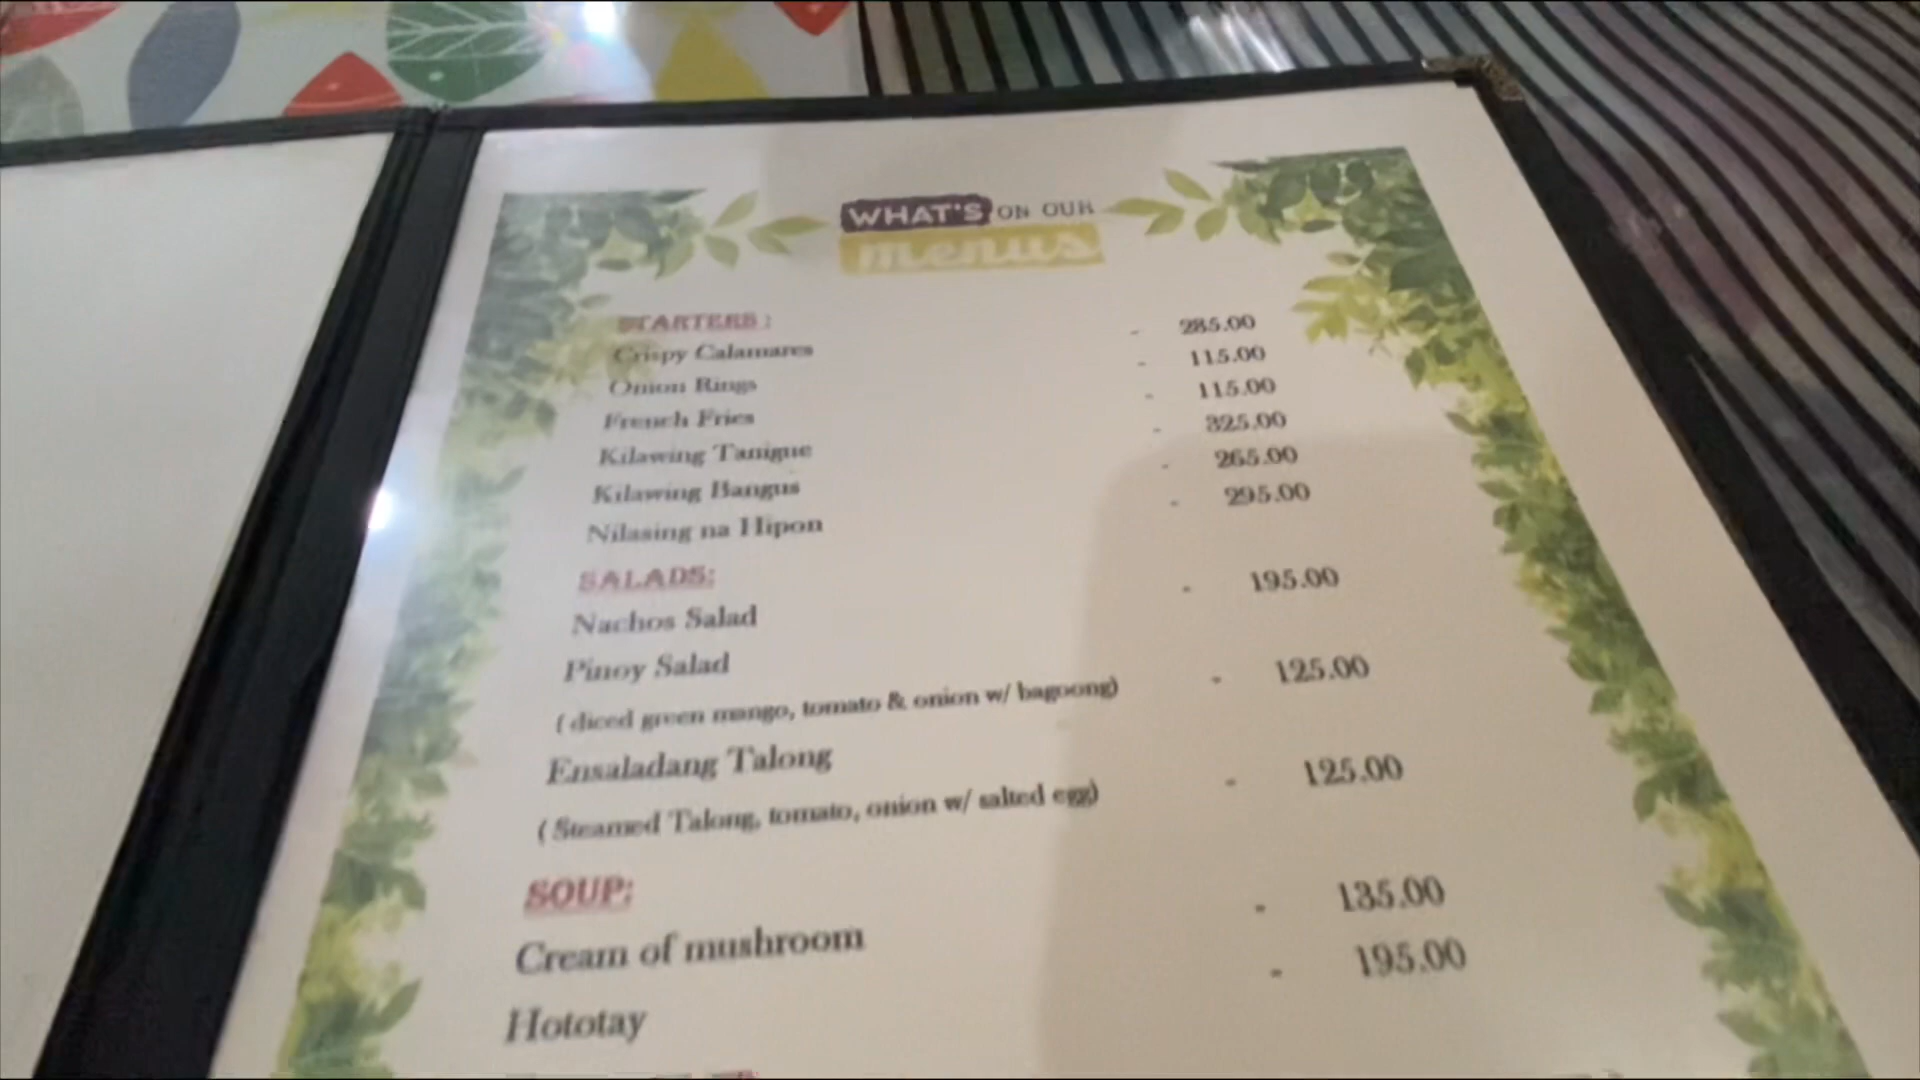 WHAT'S ON OUR
menus
STARTERS:
Crispy Calamares - 285.00
Onion Rings - 115.00
French Fries - 115.00
Kilawing Tanigue - 325.00
Kilawing Bangus - 265.00
Nilasing na Hipon - 295.00
SALADS:
Nachos Salad - 195.00
Pinoy Salad
( diced green mango, tomato & onion w/ bagoong) - 125.00
Ensaladang Talong
( Steamed Talong, tomato, onion w/ salted egg) - 125.00
SOUP:
Cream of mushroom - 135.00
Hototay - 195.00